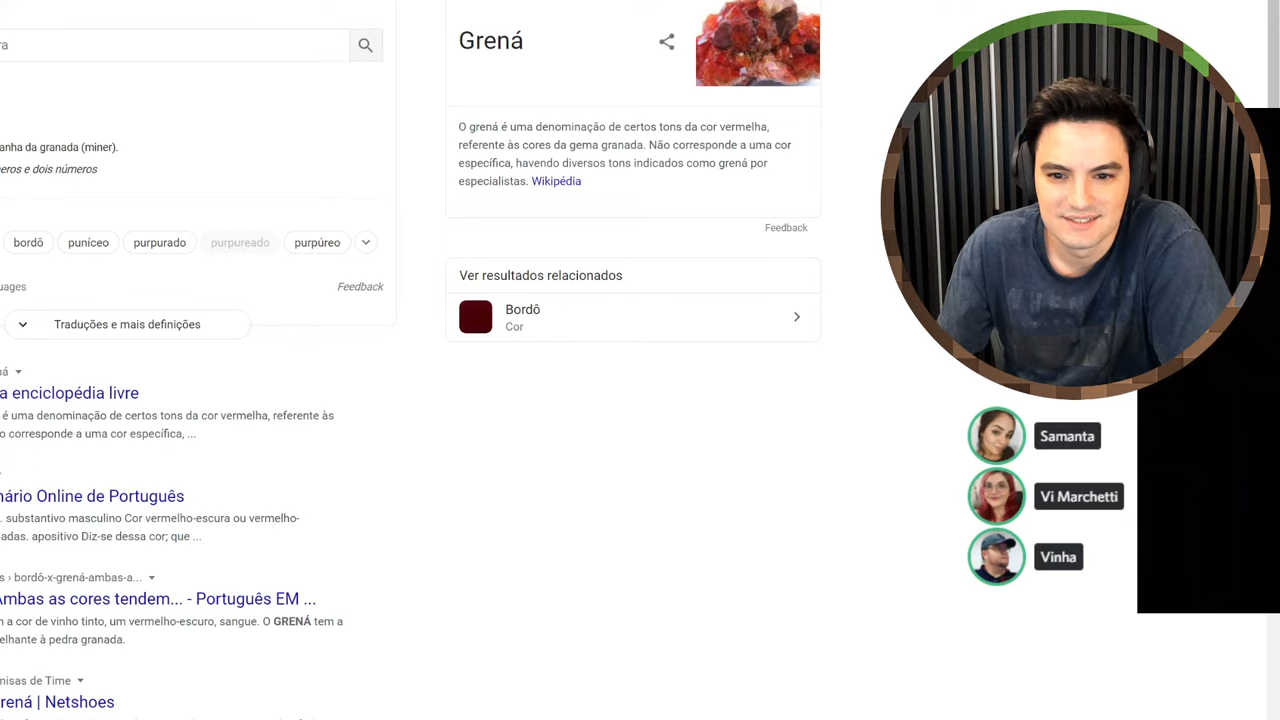 ra
anha da granada (miner).
neros e dois números
bordô
puníceo
purpurado
purpureado
purpúreo
uages
Feedback
Traduções e mais definições
ná
a enciclopédia livre
é uma denominação de certos tons da cor vermelha, referente às
o corresponde a uma cor específica, ...
nário Online de Português
. substantivo masculino Cor vermelho-escura ou vermelho-
adas. apositivo Diz-se dessa cor; que ...
s › bordô-x-grená-ambas-a...
Ambas as cores tendem... - Português EM ...
n a cor de vinho tinto, um vermelho-escuro, sangue. O GRENÁ tem a
elhante à pedra granada.
misas de Time
rená | Netshoes
Grená
O grená é uma denominação de certos tons da cor vermelha,
referente às cores da gema granada. Não corresponde a uma cor
específica, havendo diversos tons indicados como grená por
especialistas. Wikipédia
Feedback
Ver resultados relacionados
Bordô
Cor
Samanta
Vi Marchetti
Vinha